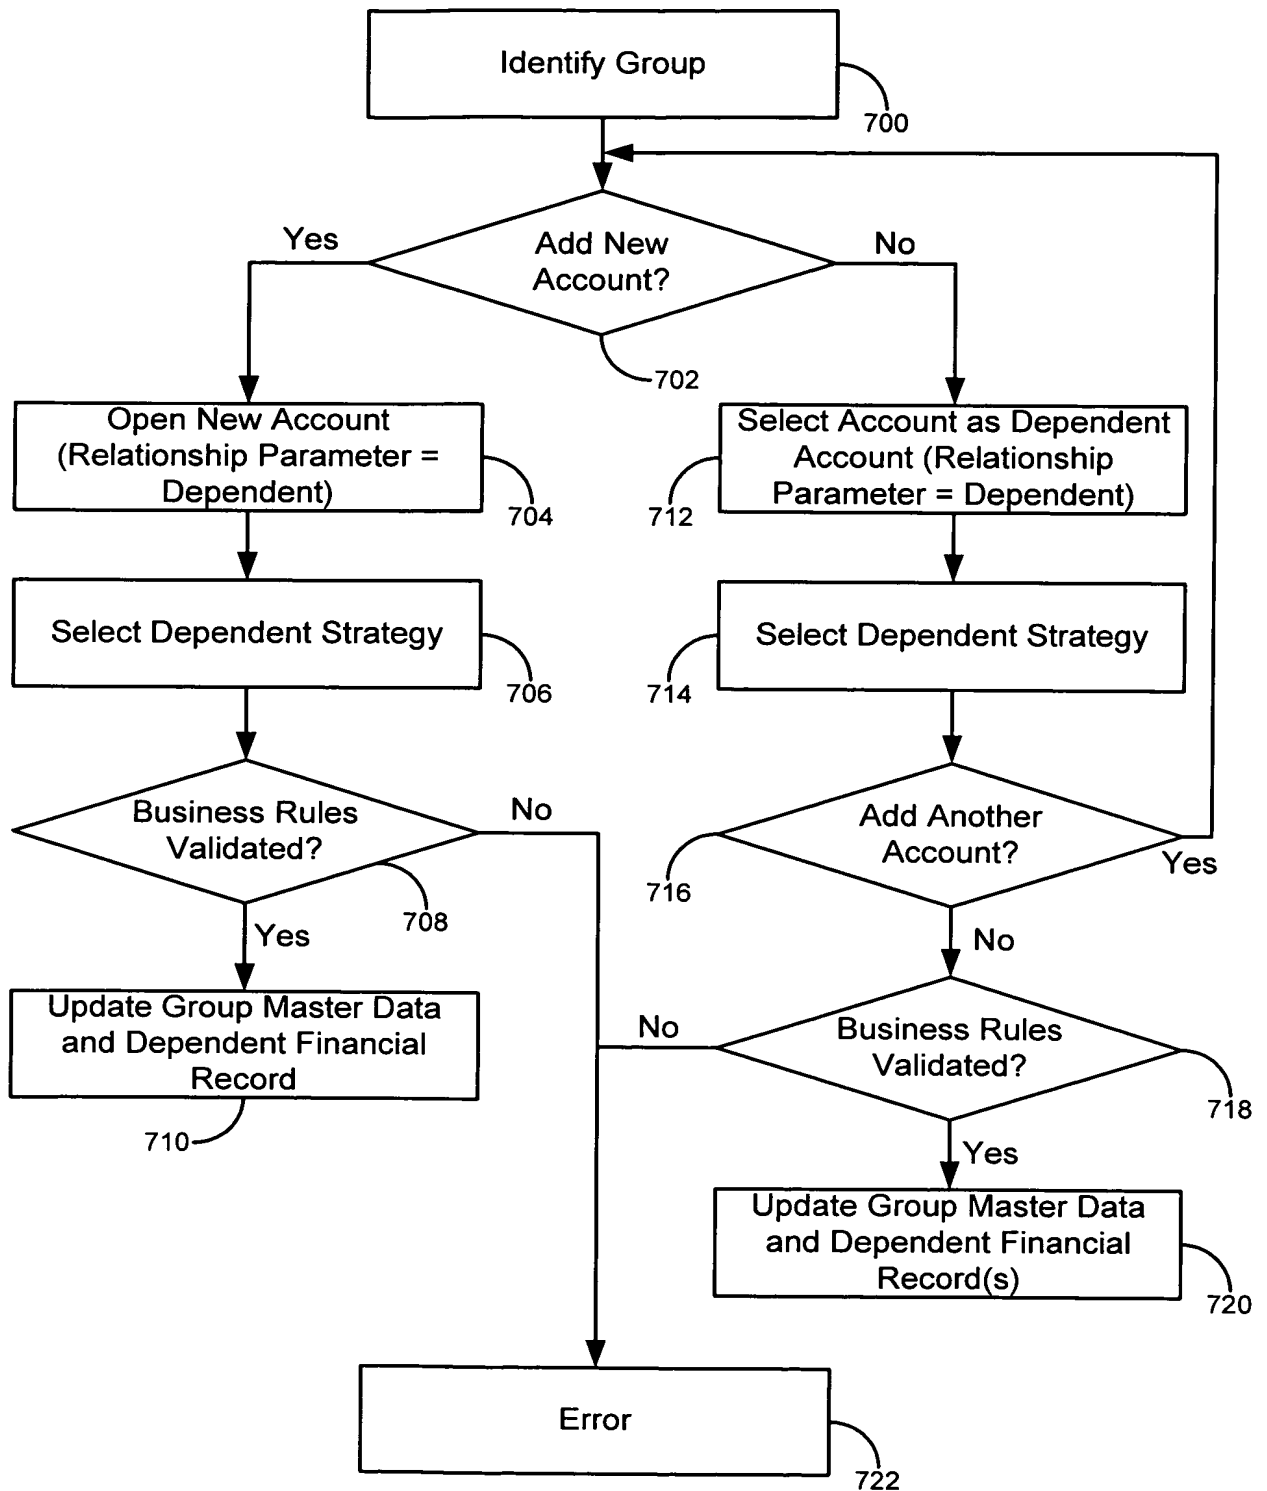 Identify Group
700
Yes
Add New
Account?
No
702
Open New Account
(Relationship Parameter =
Dependent)
704
Select Account as Dependent
Account (Relationship
Parameter = Dependent)
712
Select Dependent Strategy
706
Select Dependent Strategy
714
Business Rules
Validated?
No
708
Yes
Add Another
Account?
Yes
716
No
Update Group Master Data
and Dependent Financial
Record
710
No
Business Rules
Validated?
718
Yes
Update Group Master Data
and Dependent Financial
Record(s)
720
Error
722